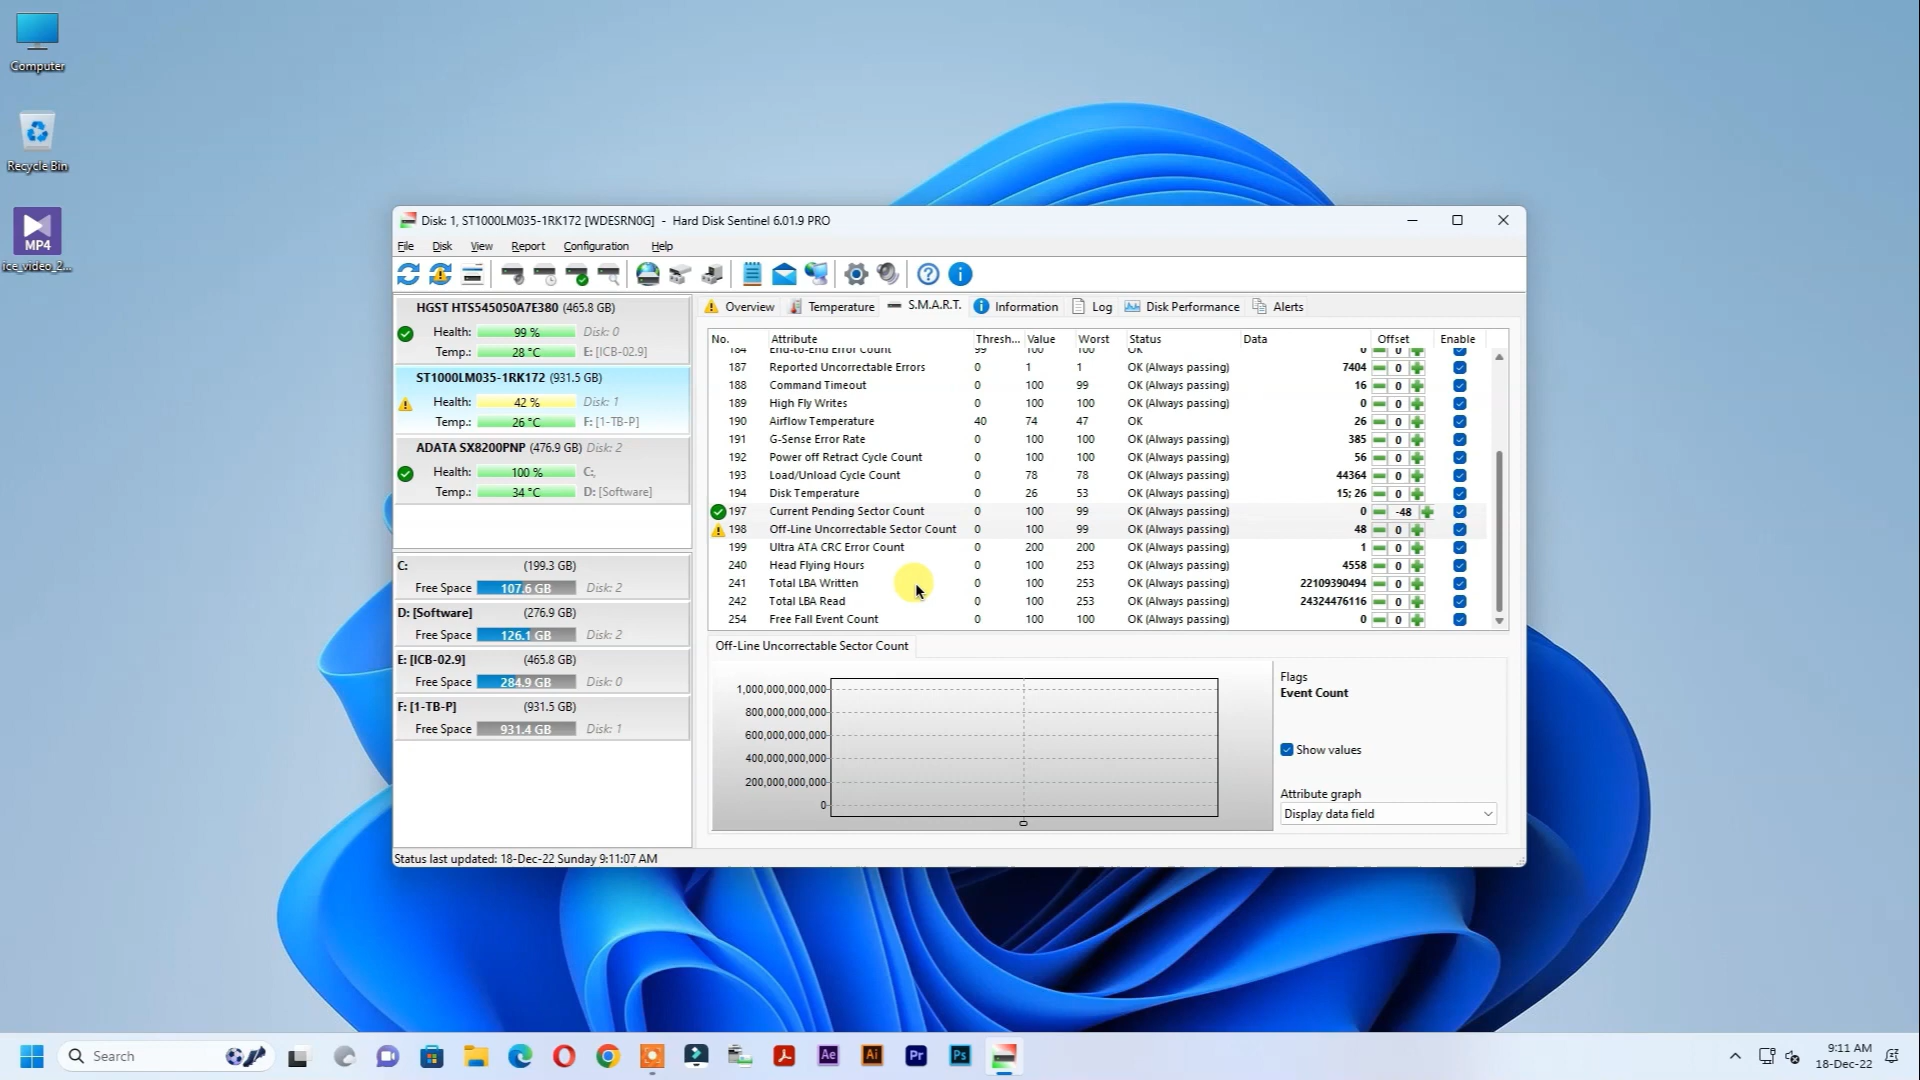 Computer
Recycle Bin
MP4
ice_video_2...
Disk: 1, ST1000LM035-1RK172 [WDESRN0G] - Hard Disk Sentinel 6.01.9 PRO
File Disk View Report Configuration Help
HGST HTS545050A7E380 (465.8 GB)
Health: 99 % Disk: 0
Temp.: 28 °C E: [ICB-02.9]
ST1000LM035-1RK172 (931.5 GB)
Health: 42 % Disk: 1
Temp.: 26 °C F: [1-TB-P]
ADATA SX8200PNP (476.9 GB) Disk: 2
Health: 100 % C:,
Temp.: 34 °C D: [Software]
C: (199.3 GB)
Free Space 107.6 GB Disk: 2
D: [Software] (276.9 GB)
Free Space 126.1 GB Disk: 2
E: [ICB-02.9] (465.8 GB)
Free Space 284.9 GB Disk: 0
F: [1-TB-P] (931.5 GB)
Free Space 931.4 GB Disk: 1
Overview Temperature S.M.A.R.T. Information Log Disk Performance Alerts
No. Attribute Thresh... Value Worst Status Data Offset Enable
184 End-to-End Error Count 99 100 100 OK 0 0
187 Reported Uncorrectable Errors 0 1 1 OK (Always passing) 7404 0
188 Command Timeout 0 100 99 OK (Always passing) 16 0
189 High Fly Writes 0 100 100 OK (Always passing) 0 0
190 Airflow Temperature 40 74 47 OK 26 0
191 G-Sense Error Rate 0 100 100 OK (Always passing) 385 0
192 Power off Retract Cycle Count 0 100 100 OK (Always passing) 56 0
193 Load/Unload Cycle Count 0 78 78 OK (Always passing) 44364 0
194 Disk Temperature 0 26 53 OK (Always passing) 15; 26 0
197 Current Pending Sector Count 0 100 99 OK (Always passing) 0 -48
198 Off-Line Uncorrectable Sector Count 0 100 99 OK (Always passing) 48 0
199 Ultra ATA CRC Error Count 0 200 200 OK (Always passing) 1 0
240 Head Flying Hours 0 100 253 OK (Always passing) 4558 0
241 Total LBA Written 0 100 253 OK (Always passing) 22109390494 0
242 Total LBA Read 0 100 253 OK (Always passing) 24324476116 0
254 Free Fall Event Count 0 100 100 OK (Always passing) 0 0
Off-Line Uncorrectable Sector Count
1,000,000,000,000
800,000,000,000
600,000,000,000
400,000,000,000
200,000,000,000
0
0
Flags
Event Count
Show values
Attribute graph
Display data field
Status last updated: 18-Dec-22 Sunday 9:11:07 AM
Search
Ae
Ai
Pr
Ps
9:11 AM
18-Dec-22